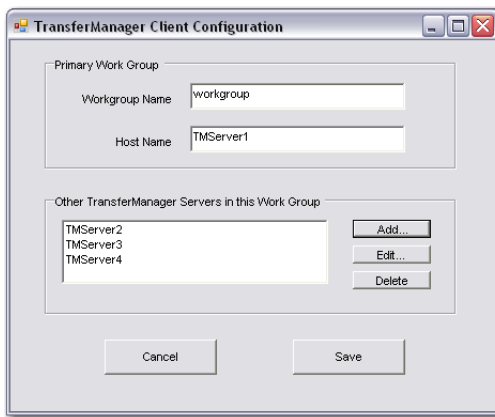 TransferManager Client Configuration
Primary Work Group
Workgroup Name
workgroup
Host Name
TMServer1
Other TransferManager Servers in this Work Group
TMServer2
TMServer3
TMServer4
Add...
Edit...
Delete
Cancel
Save